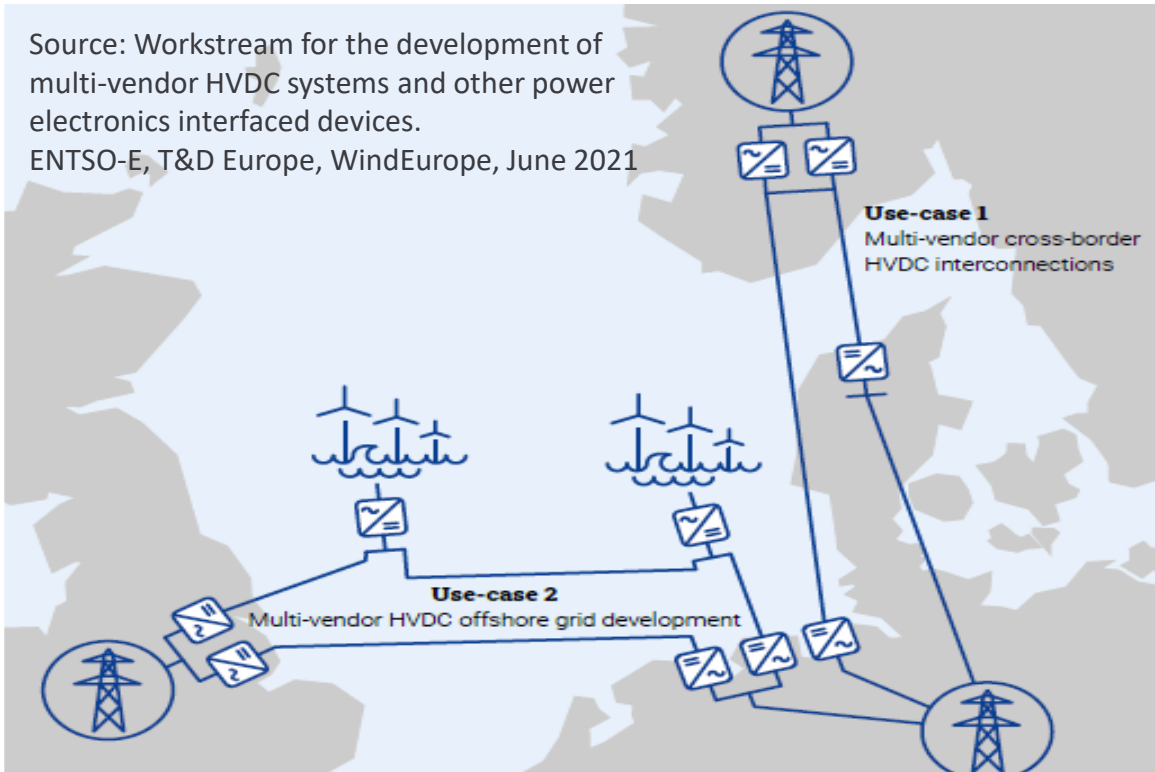 Source: Workstream for the development of
multi-vendor HVDC systems and other power
electronics interfaced devices.
ENTSO-E, T&D Europe, WindEurope, June 2021
Use-case 1
Multi-vendor cross-border
HVDC interconnections
Use-case 2
Multi-vendor HVDC offshore grid development